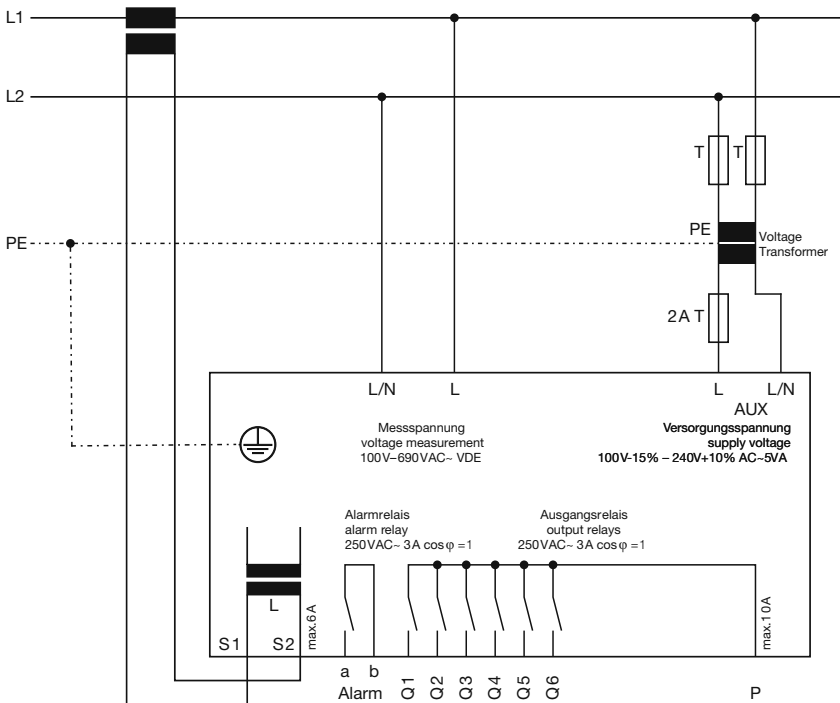 L1
L2
T T
PE
PE
Voltage
Transformer
2A T
L/N L
L L/N
AUX
Messspannung
voltage measurement
100V–690VAC~ VDE
Versorgungsspannung
supply voltage
100V-15% – 240V+10% AC~5VA
Alarmrelais
alarm relay
250VAC~ 3A cos φ =1
Ausgangsrelais
output relays
250VAC~ 3A cos φ =1
L
S1 S2
max.6A
max.10A
a b
Alarm
Q1 Q2 Q3 Q4 Q5 Q6
P